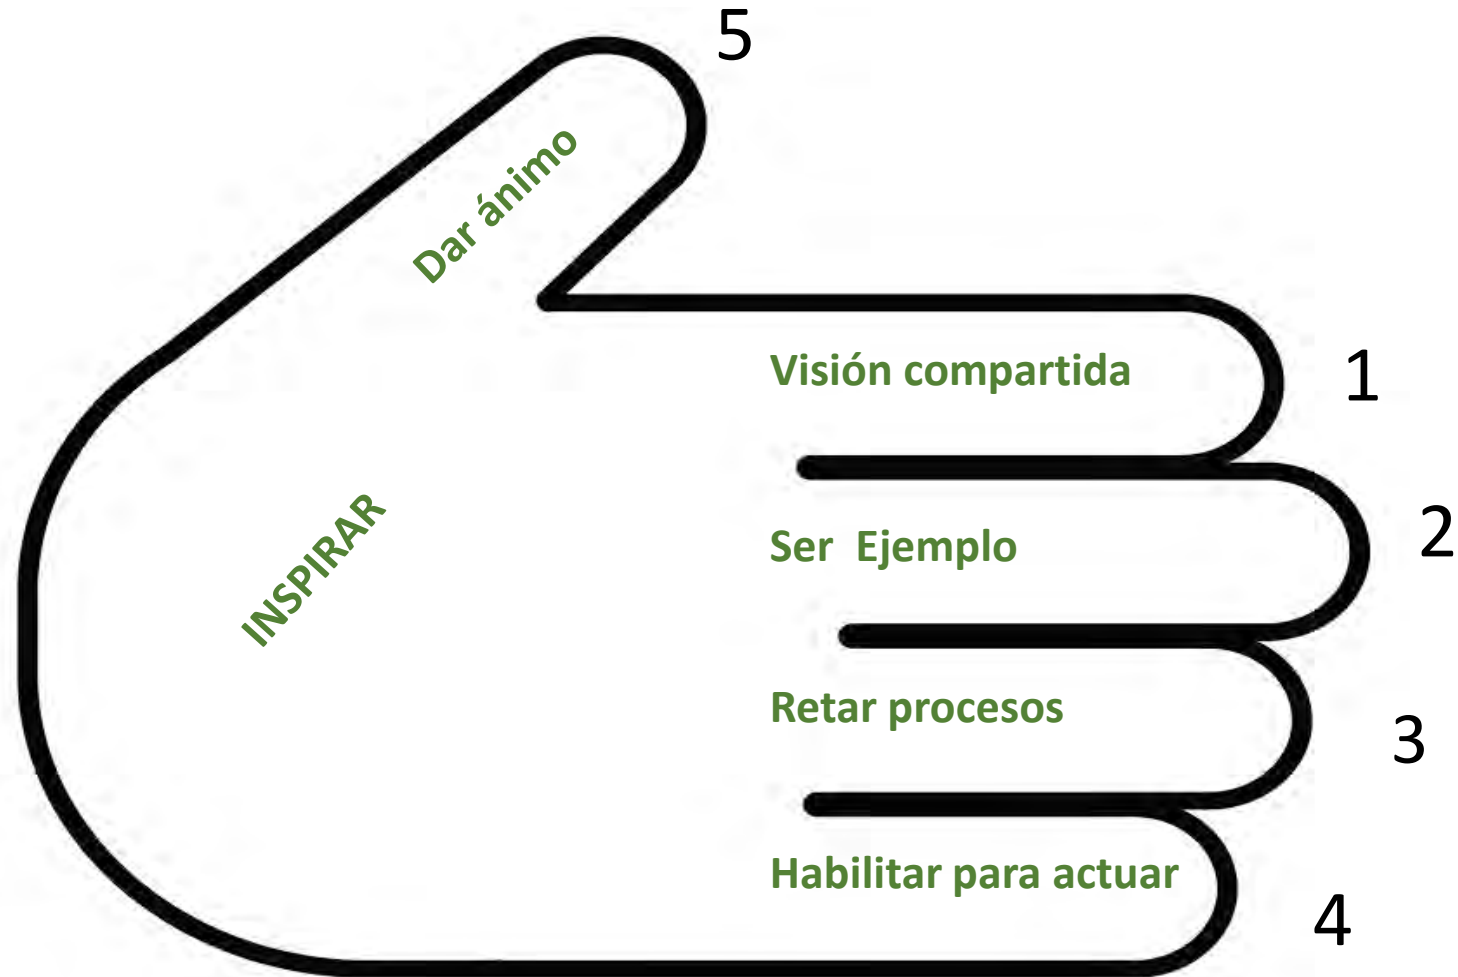 5
Dar ánimo
Visión compartida
1
INSPIRAR
Ser Ejemplo
2
Retar procesos
3
Habilitar para actuar
4